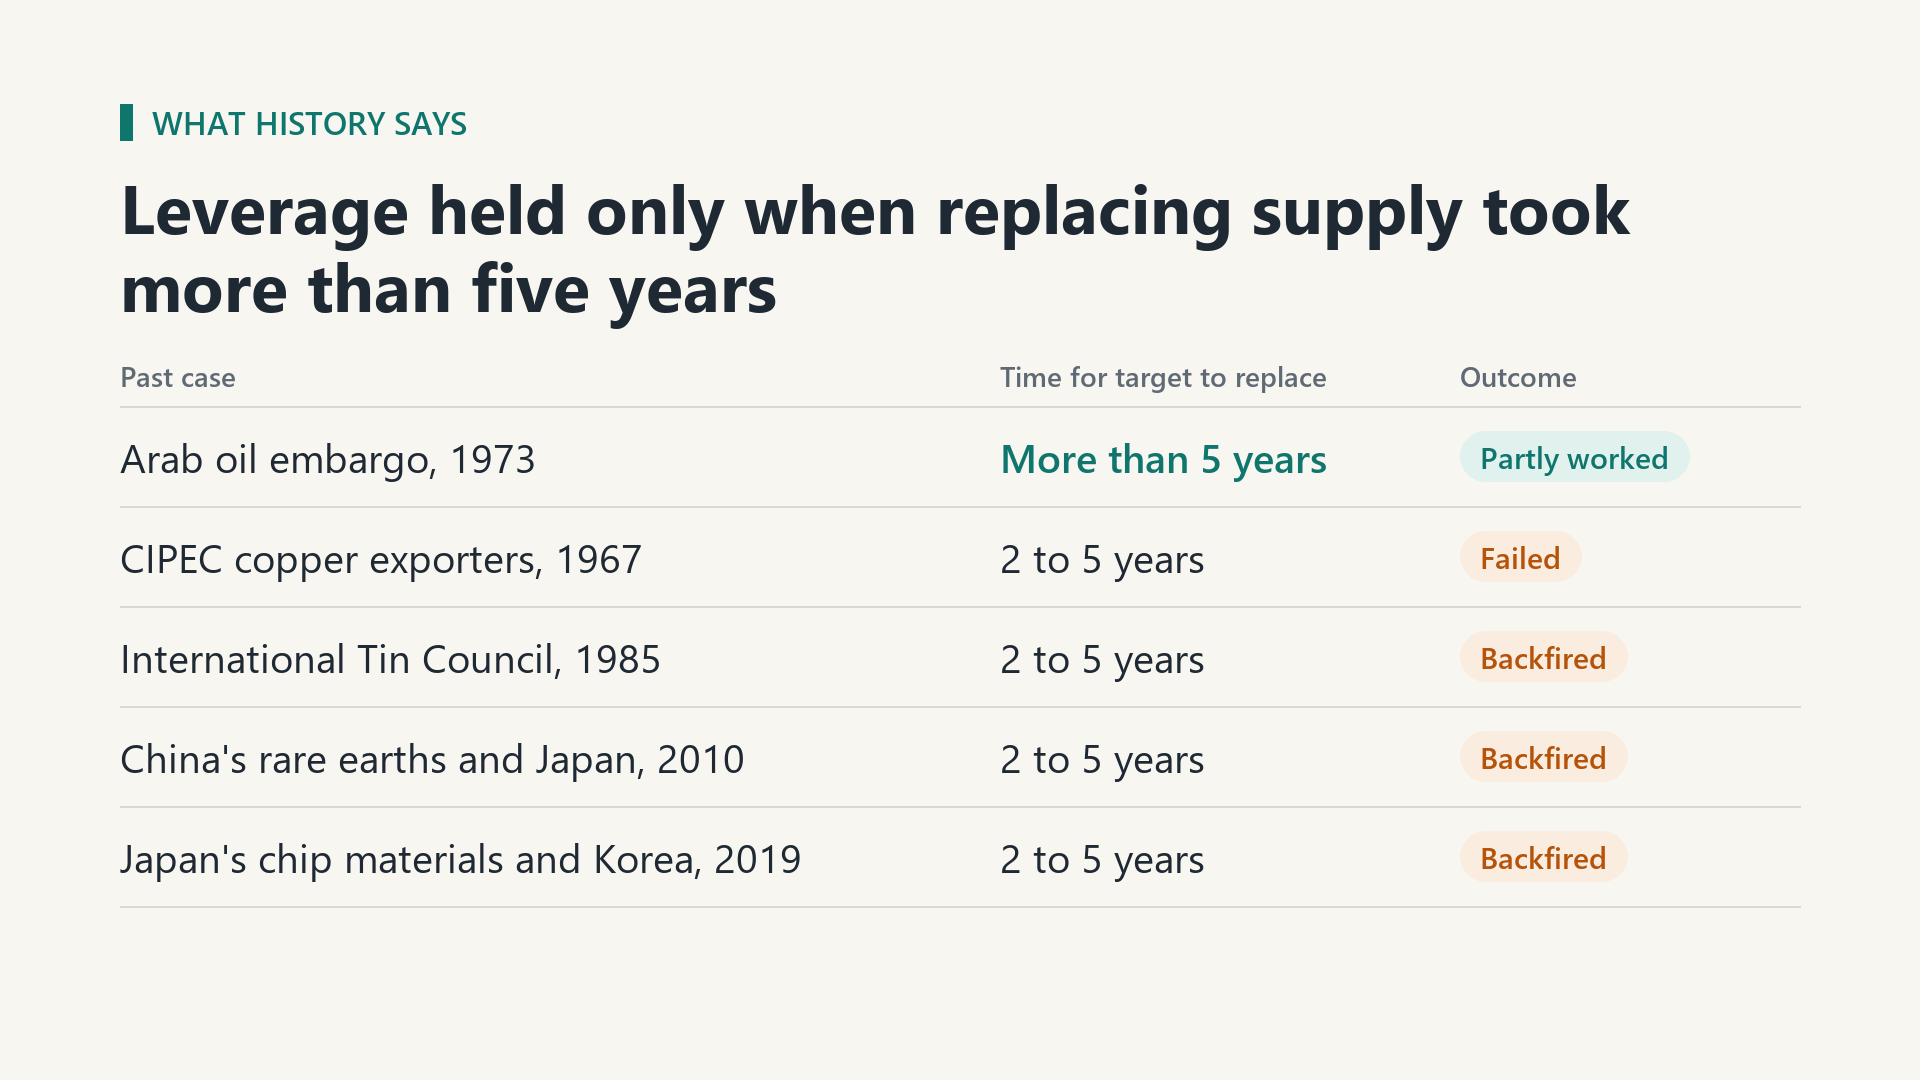 WHAT HISTORY SAYS
Leverage held only when replacing supply took
more than five years
Past case Time for target to replace Outcome
Arab oil embargo, 1973 More than 5 years Partly worked
CIPEC copper exporters, 1967 2 to 5 years Failed
International Tin Council, 1985 2 to 5 years Backfired
China's rare earths and Japan, 2010 2 to 5 years Backfired
Japan's chip materials and Korea, 2019 2 to 5 years Backfired